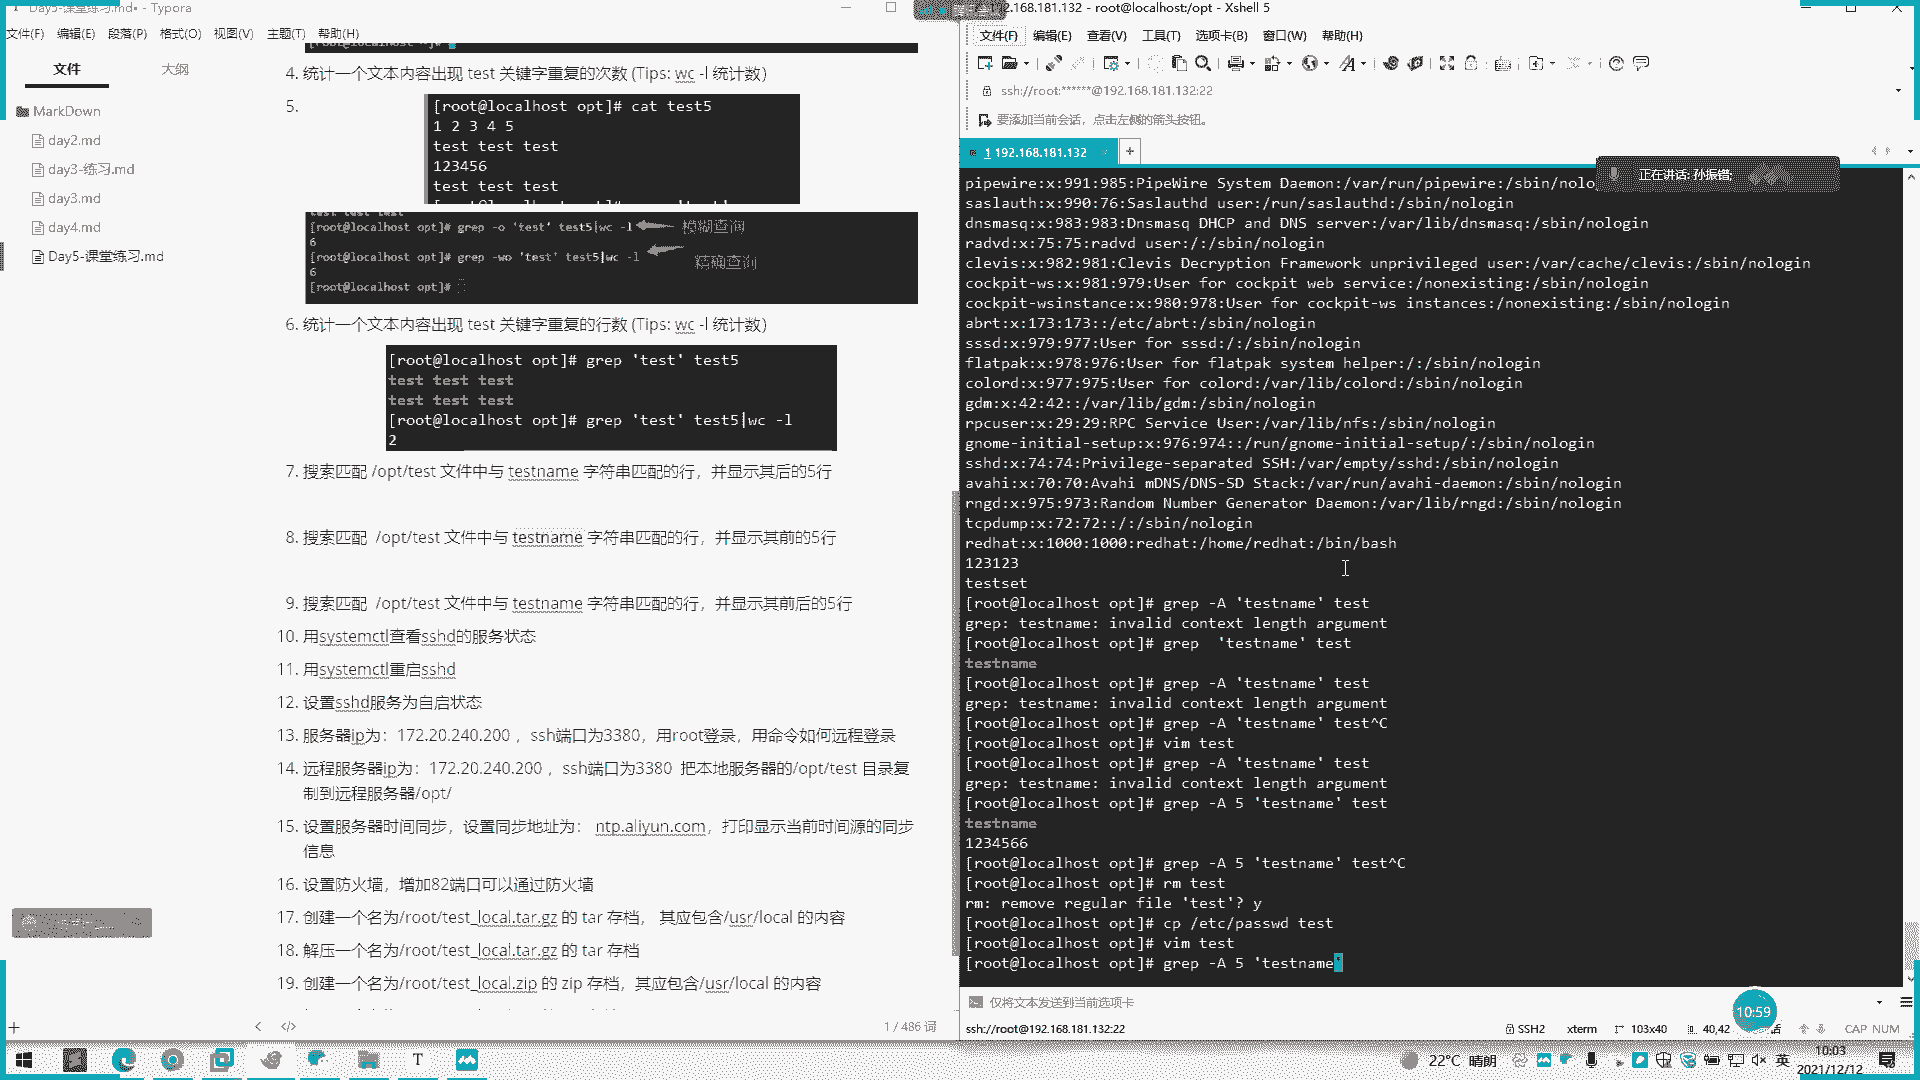 Day5-课堂练习.md• - Typora
文件(F) 编辑(E) 段落(P) 格式(O) 视图(V) 主题(T) 帮助(H)
文件 大纲
MarkDown
day2.md
day3-练习.md
day3.md
day4.md
Day5-课堂练习.md
4. 统计一个文本内容出现 test 关键字重复的次数 (Tips: wc -l 统计数)
5.
[root@localhost opt]# cat test5
1 2 3 4 5
test test test
123456
test test test
[root@localhost opt]# grep -o 'test' test5|wc -l 模糊查询
6
[root@localhost opt]# grep -wo 'test' test5|wc -l 精确查询
6
[root@localhost opt]#
6. 统计一个文本内容出现 test 关键字重复的行数 (Tips: wc -l 统计数)
[root@localhost opt]# grep 'test' test5
test test test
test test test
[root@localhost opt]# grep 'test' test5|wc -l
2
7. 搜索匹配 /opt/test 文件中与 testname 字符串匹配的行，并显示其后的5行
8. 搜索匹配 /opt/test 文件中与 testname 字符串匹配的行，并显示其前的5行
9. 搜索匹配 /opt/test 文件中与 testname 字符串匹配的行，并显示其前后的5行
10. 用systemctl查看sshd的服务状态
11. 用systemctl重启sshd
12. 设置sshd服务为自启状态
13. 服务器ip为：172.20.240.200 ，ssh端口为3380，用root登录，用命令如何远程登录
14. 远程服务器ip为：172.20.240.200 ，ssh端口为3380 把本地服务器的/opt/test 目录复
制到远程服务器/opt/
15. 设置服务器时间同步，设置同步地址为： ntp.aliyun.com，打印显示当前时间源的同步
信息
16. 设置防火墙，增加82端口可以通过防火墙
17. 创建一个名为/root/test_local.tar.gz 的 tar 存档， 其应包含/usr/local 的内容
18. 解压一个名为/root/test_local.tar.gz 的 tar 存档
19. 创建一个名为/root/test_local.zip 的 zip 存档，其应包含/usr/local 的内容
1 / 486 词
192.168.181.132 - root@localhost:/opt - Xshell 5
文件(F) 编辑(E) 查看(V) 工具(T) 选项卡(B) 窗口(W) 帮助(H)
ssh://root:******@192.168.181.132:22
要添加当前会话，点击左侧的箭头按钮。
1 192.168.181.132
正在讲话: 孙振锴;
pipewire:x:991:985:PipeWire System Daemon:/var/run/pipewire:/sbin/nolo
saslauth:x:990:76:Saslauthd user:/run/saslauthd:/sbin/nologin
dnsmasq:x:983:983:Dnsmasq DHCP and DNS server:/var/lib/dnsmasq:/sbin/nologin
radvd:x:75:75:radvd user:/:/sbin/nologin
clevis:x:982:981:Clevis Decryption Framework unprivileged user:/var/cache/clevis:/sbin/nologin
cockpit-ws:x:981:979:User for cockpit web service:/nonexisting:/sbin/nologin
cockpit-wsinstance:x:980:978:User for cockpit-ws instances:/nonexisting:/sbin/nologin
abrt:x:173:173::/etc/abrt:/sbin/nologin
sssd:x:979:977:User for sssd:/:/sbin/nologin
flatpak:x:978:976:User for flatpak system helper:/:/sbin/nologin
colord:x:977:975:User for colord:/var/lib/colord:/sbin/nologin
gdm:x:42:42::/var/lib/gdm:/sbin/nologin
rpcuser:x:29:29:RPC Service User:/var/lib/nfs:/sbin/nologin
gnome-initial-setup:x:976:974::/run/gnome-initial-setup/:/sbin/nologin
sshd:x:74:74:Privilege-separated SSH:/var/empty/sshd:/sbin/nologin
avahi:x:70:70:Avahi mDNS/DNS-SD Stack:/var/run/avahi-daemon:/sbin/nologin
rngd:x:975:973:Random Number Generator Daemon:/var/lib/rngd:/sbin/nologin
tcpdump:x:72:72::/:/sbin/nologin
redhat:x:1000:1000:redhat:/home/redhat:/bin/bash
123123
testset
[root@localhost opt]# grep -A 'testname' test
grep: testname: invalid context length argument
[root@localhost opt]# grep  'testname' test
testname
[root@localhost opt]# grep -A 'testname' test
grep: testname: invalid context length argument
[root@localhost opt]# grep -A 'testname' test^C
[root@localhost opt]# vim test
[root@localhost opt]# grep -A 'testname' test
grep: testname: invalid context length argument
[root@localhost opt]# grep -A 5 'testname' test
testname
1234566
[root@localhost opt]# grep -A 5 'testname' test^C
[root@localhost opt]# rm test
rm: remove regular file 'test'? y
[root@localhost opt]# cp /etc/passwd test
[root@localhost opt]# vim test
[root@localhost opt]# grep -A 5 'testname'
仅将文本发送到当前选项卡
10:59
ssh://root@192.168.181.132:22 SSH2 xterm 103x40 40,42 CAP NUM
22°C 晴朗 英 10:03
2021/12/12